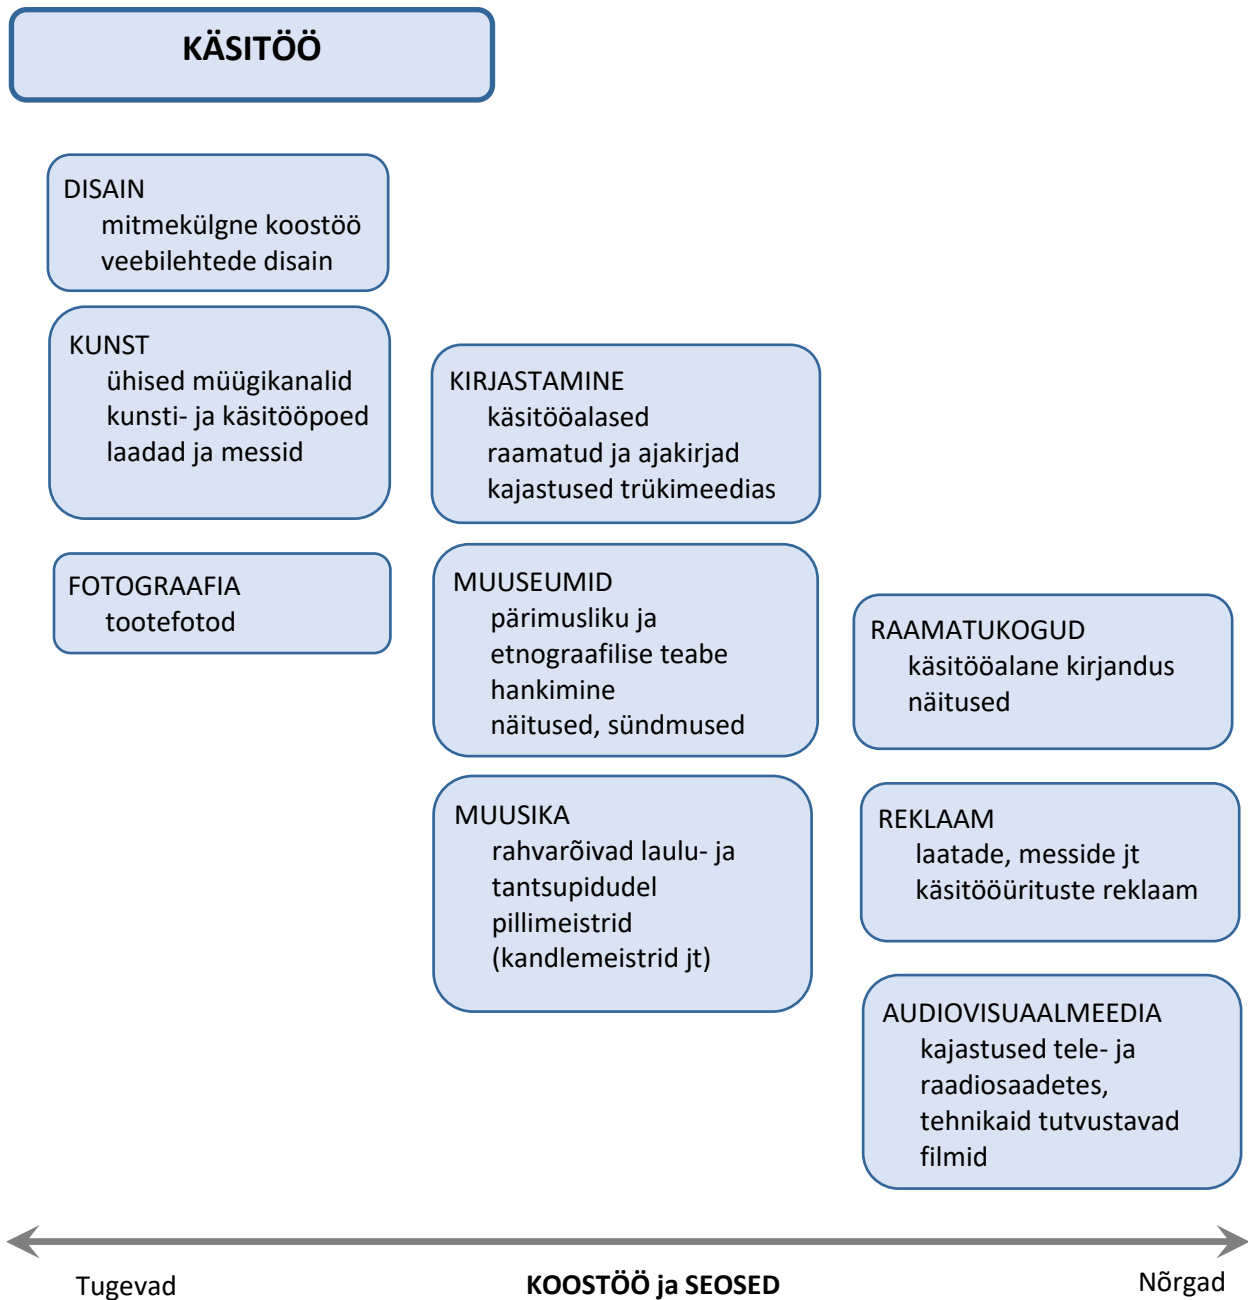 KÄSITÖÖ
DISAIN
mitmekülgne koostöö
veebilehtede disain
KUNST
ühised müügikanalid
kunsti- ja käsitööpoed
laadad ja messid
FOTOGRAAFIA
tootefotod
KIRJASTAMINE
käsitööalased
raamatud ja ajakirjad
kajastused trükimeedias
MUUSEUMID
pärimusliku ja
etnograafilise teabe
hankimine
näitused, sündmused
MUUSIKA
rahvarõivad laulu- ja
tantsupidudel
pillimeistrid
(kandlemeistrid jt)
RAAMATUKOGUD
käsitööalane kirjandus
näitused
REKLAAM
laatade, messide jt
käsitööürituste reklaam
AUDIOVISUAALMEEDIA
kajastused tele- ja
raadiosaadetes,
tehnikaid tutvustavad
filmid
Tugevad
KOOSTÖÖ ja SEOSED
Nõrgad